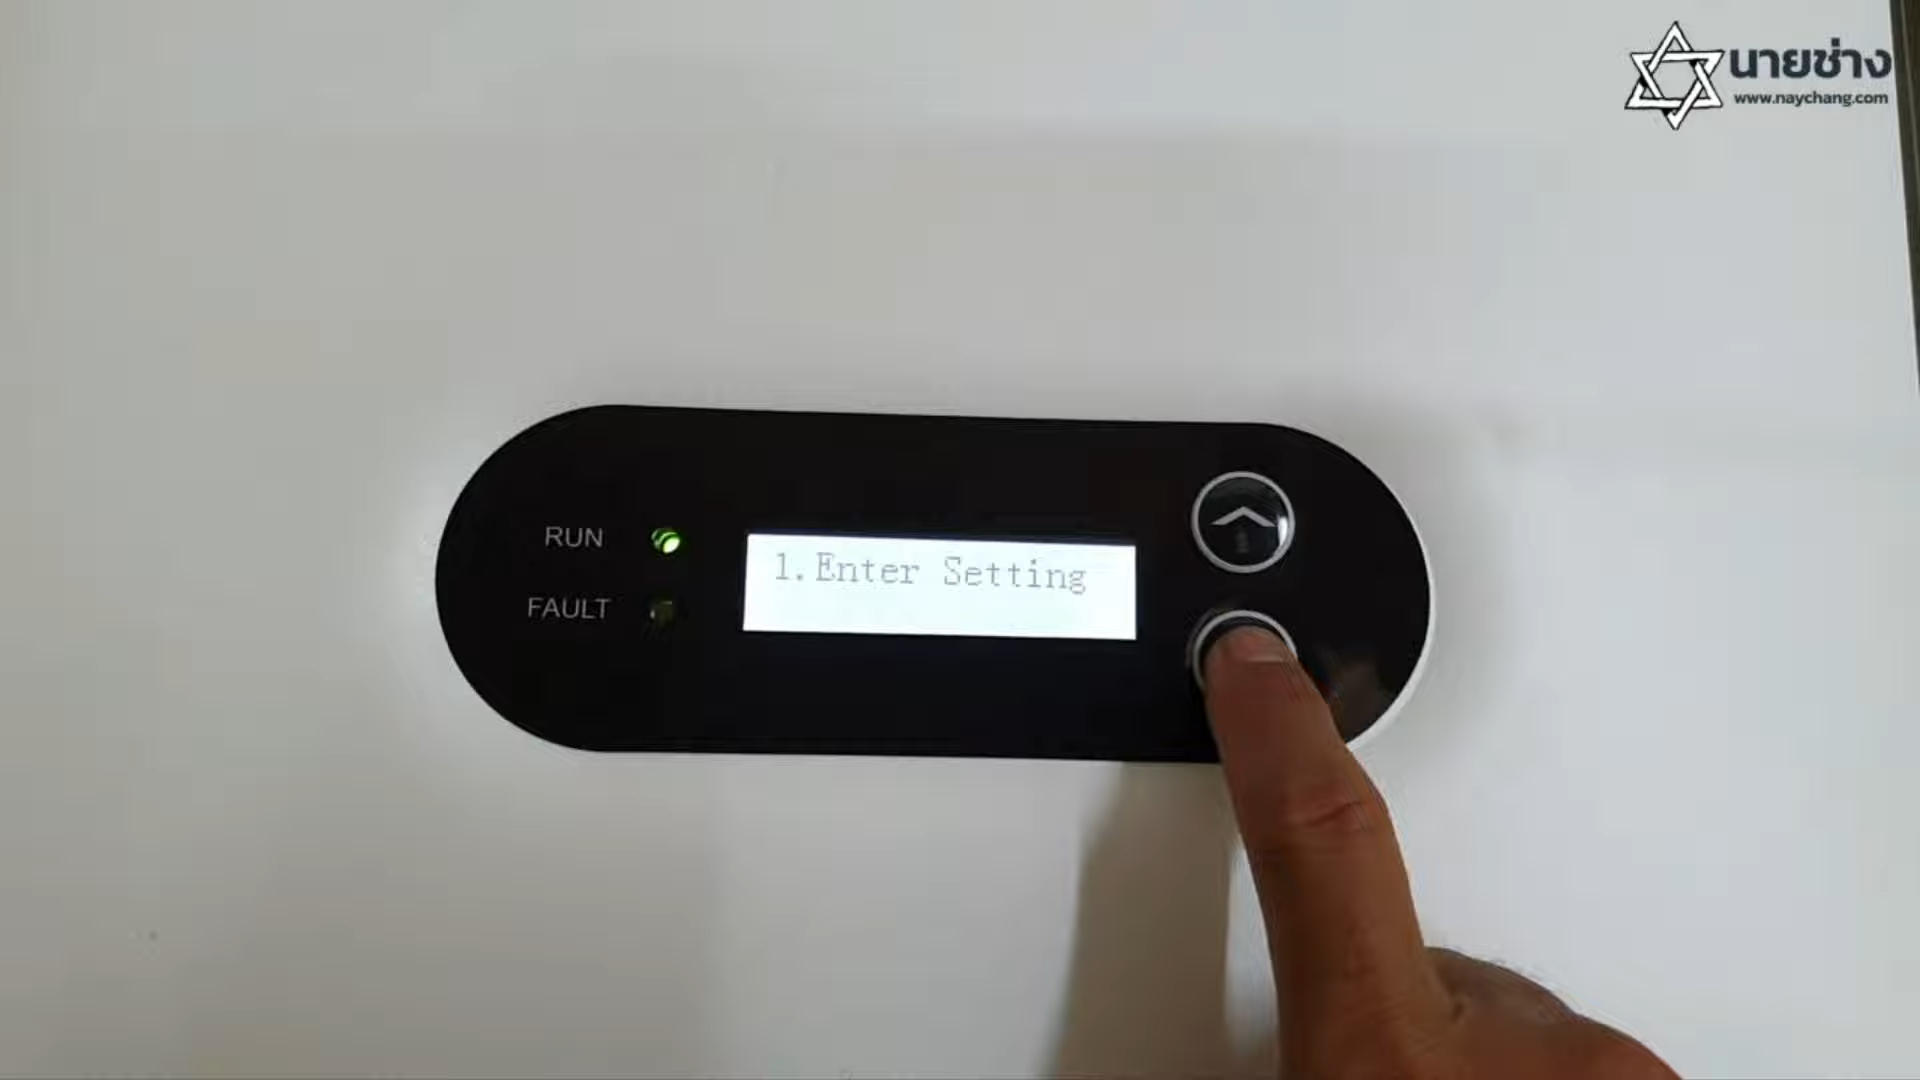 นายช่าง
www.naychang.com
RUN
FAULT
1.Enter Setting